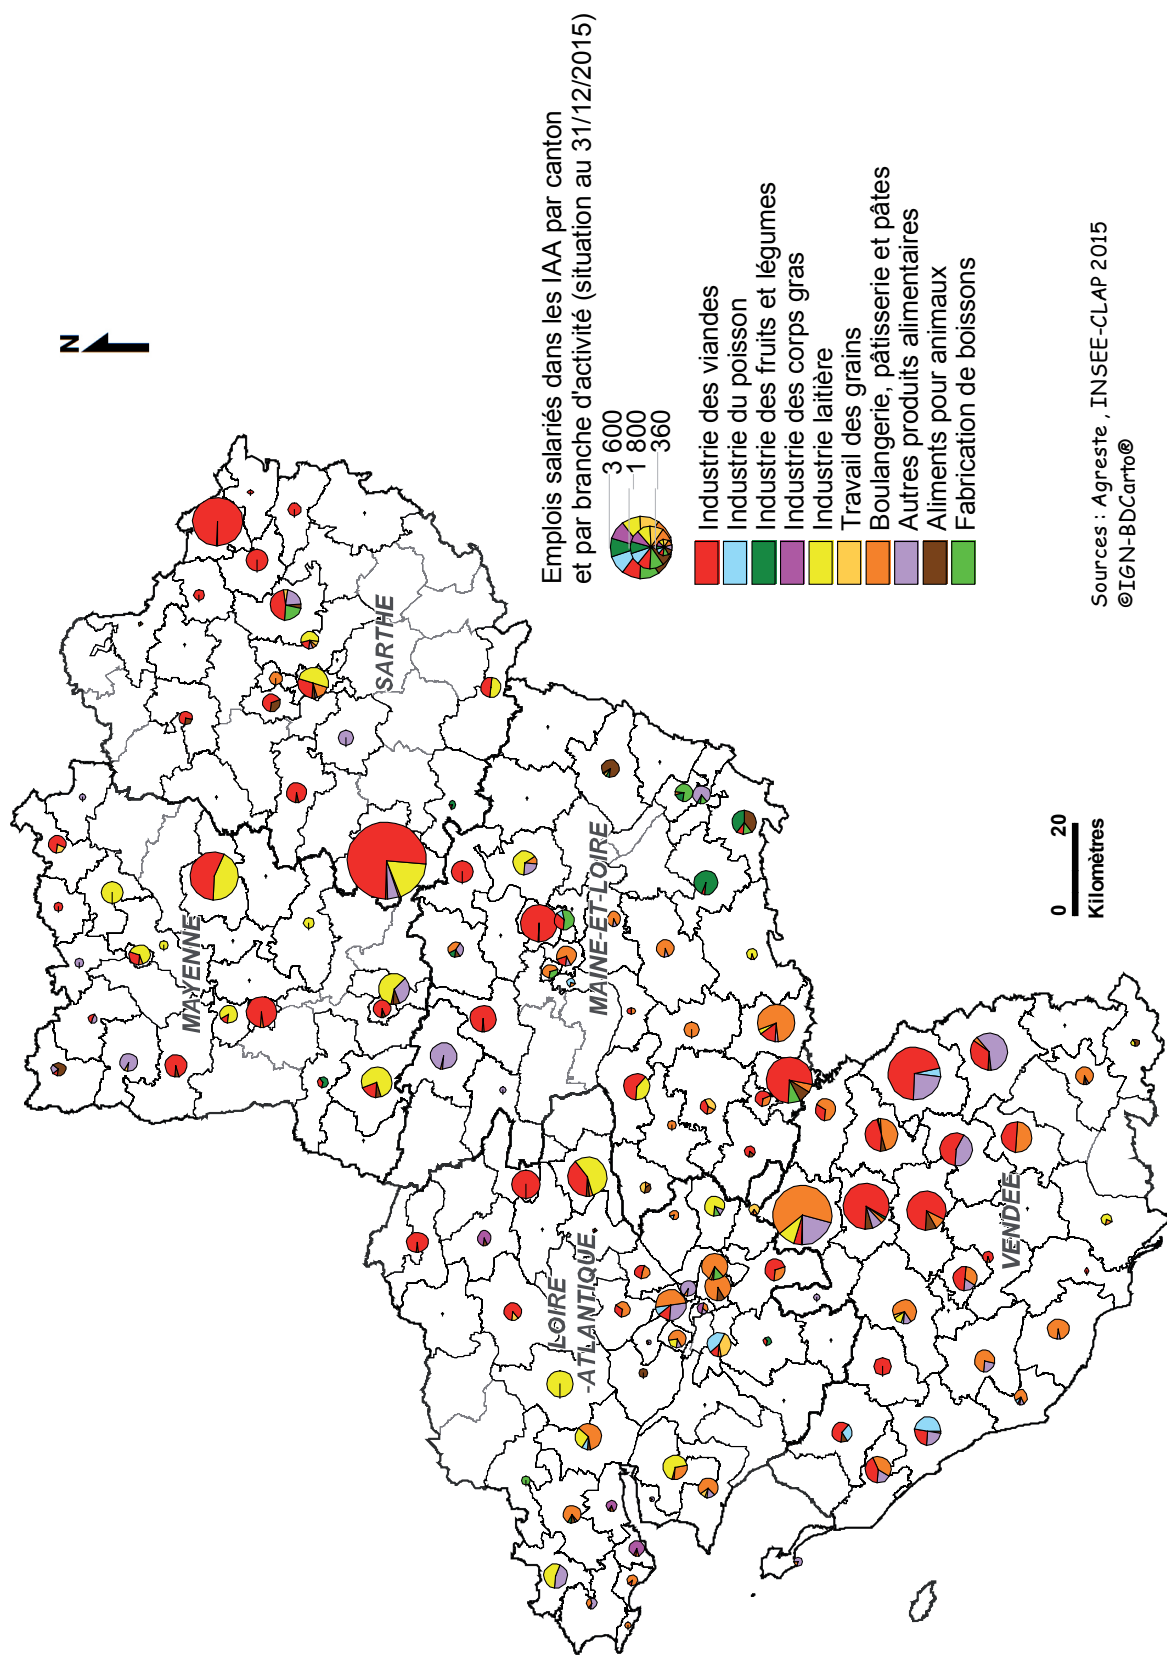 N
Emplois salariés dans les IAA par canton
et par branche d'activité (situation au 31/12/2015)
3 600
1 800
360
Industrie des viandes
Industrie du poisson
Industrie des fruits et légumes
Industrie des corps gras
Industrie laitière
Travail des grains
Boulangerie, pâtisserie et pâtes
Autres produits alimentaires
Aliments pour animaux
Fabrication de boissons
MAYENNE
SARTHE
LOIRE
-ATLANTIQUE
MAINE-ET-LOIRE
VENDEE
0 20
Kilomètres
Sources : Agreste , INSEE-CLAP 2015
©IGN-BDCarto®